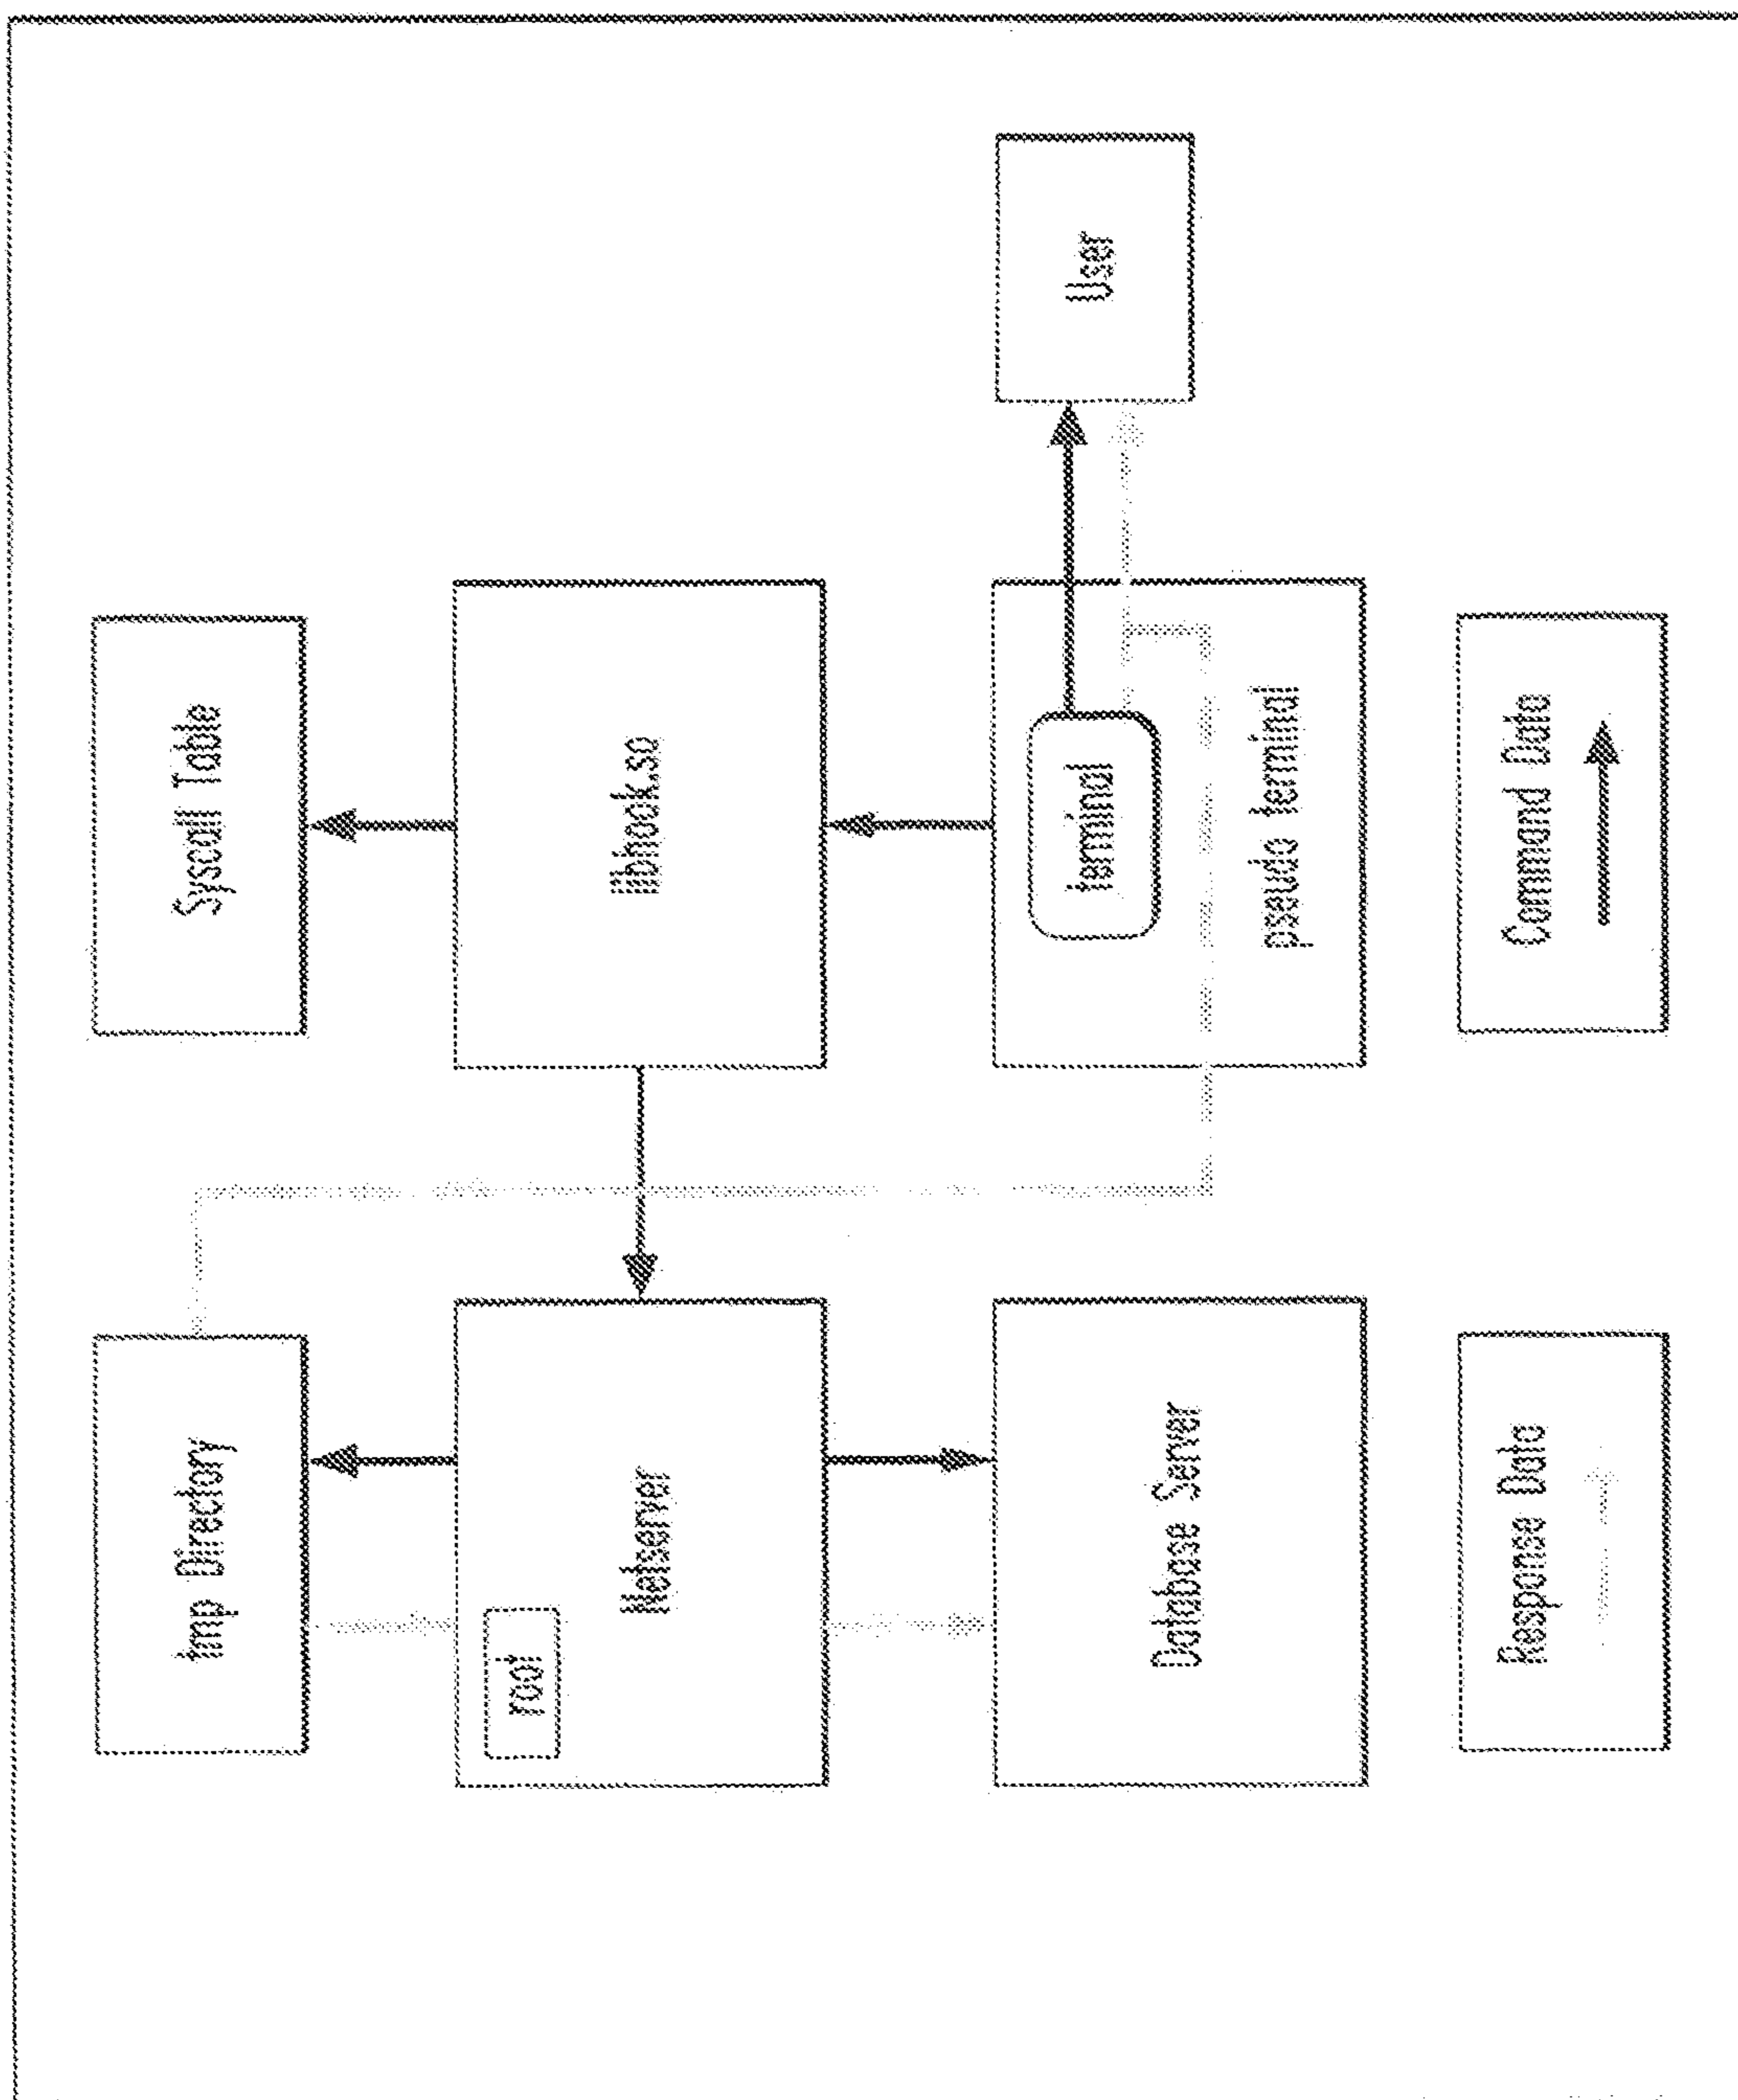 tmp Directory
Syscall Table
root
Netserver
libhook.so
Database Server
terminal
pseudo terminal
User
Response Data
Command Data